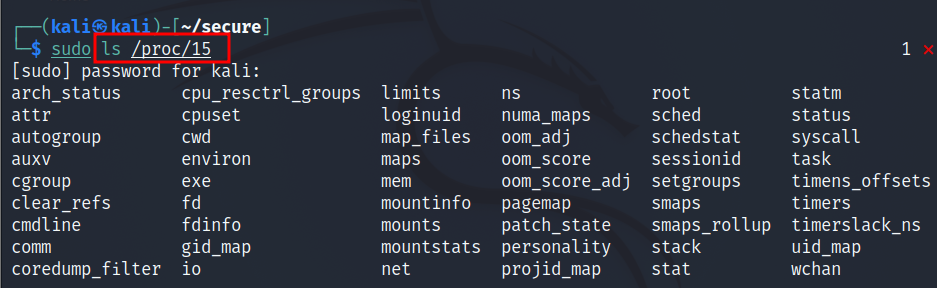 ┌──(kali㉿kali)-[~/secure]
└─$ sudo ls /proc/15 1 ⨯
[sudo] password for kali:
arch_status cpu_resctrl_groups limits ns root statm
attr cpuset loginuid numa_maps sched status
autogroup cwd map_files oom_adj schedstat syscall
auxv environ maps oom_score sessionid task
cgroup exe mem oom_score_adj setgroups timens_offsets
clear_refs fd mountinfo pagemap smaps timers
cmdline fdinfo mounts patch_state smaps_rollup timerslack_ns
comm gid_map mountstats personality stack uid_map
coredump_filter io net projid_map stat wchan